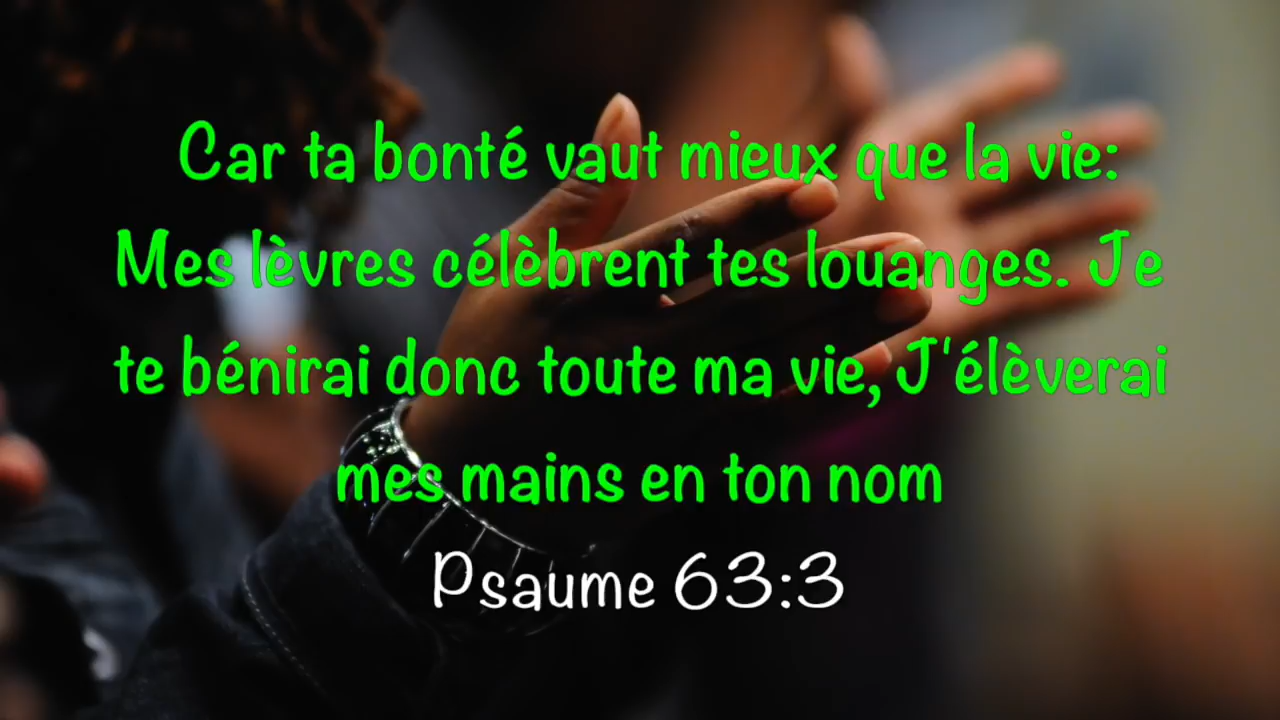 Car ta bonté vaut mieux que la vie:
Mes lèvres célèbrent tes louanges. Je
te bénirai donc toute ma vie, J'élèverai
mes mains en ton nom
Psaume 63:3